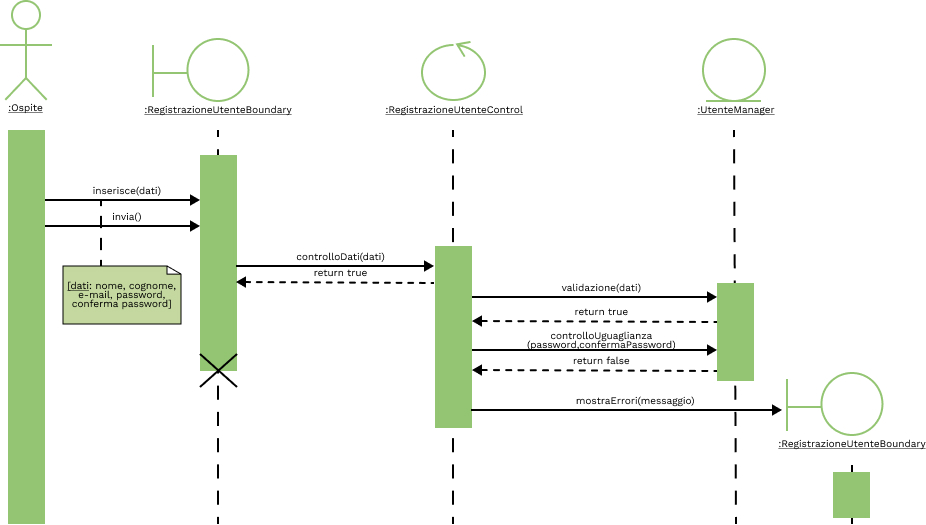 :Ospite
:RegistrazioneUtenteBoundary
:RegistrazioneUtenteControl
:UtenteManager
inserisce(dati)
invia()
[dati: nome, cognome,
e-mail, password,
conferma password]
controlloDati(dati)
return true
validazione(dati)
return true
controlloUguaglianza
(password,confermaPassword)
return false
mostraErrori(messaggio)
:RegistrazioneUtenteBoundary